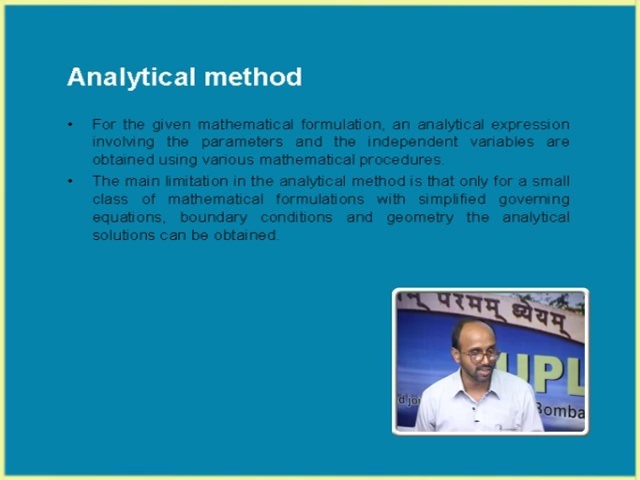 Analytical method
• For the given mathematical formulation, an analytical expression
involving the parameters and the independent variables are
obtained using various mathematical procedures.
• The main limitation in the analytical method is that only for a small
class of mathematical formulations with simplified governing
equations, boundary conditions and geometry the analytical
solutions can be obtained.
परमम् ध्येयम्
UPL
Bomba